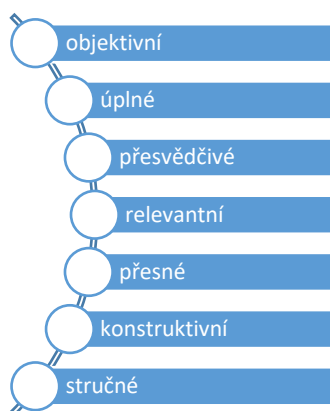 objektivní
úplné
přesvědčivé
relevantní
přesné
konstruktivní
stručné